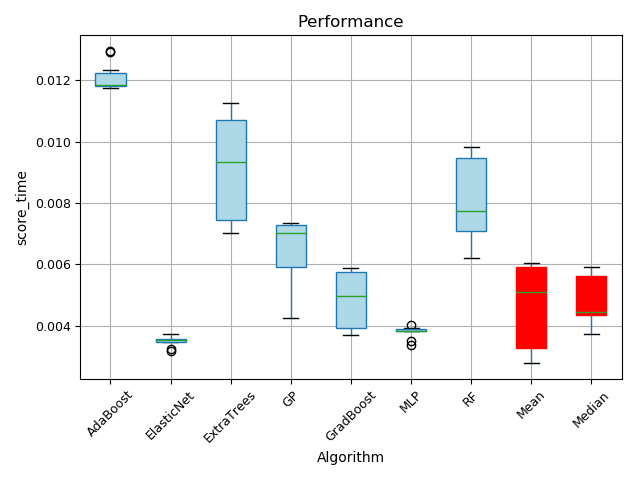 Performance
0.012
0.010
0.008
0.006
0.004
score_time
AdaBoost
ElasticNet
ExtraTrees
GP
GradBoost
MLP
RF
Mean
Median
Algorithm